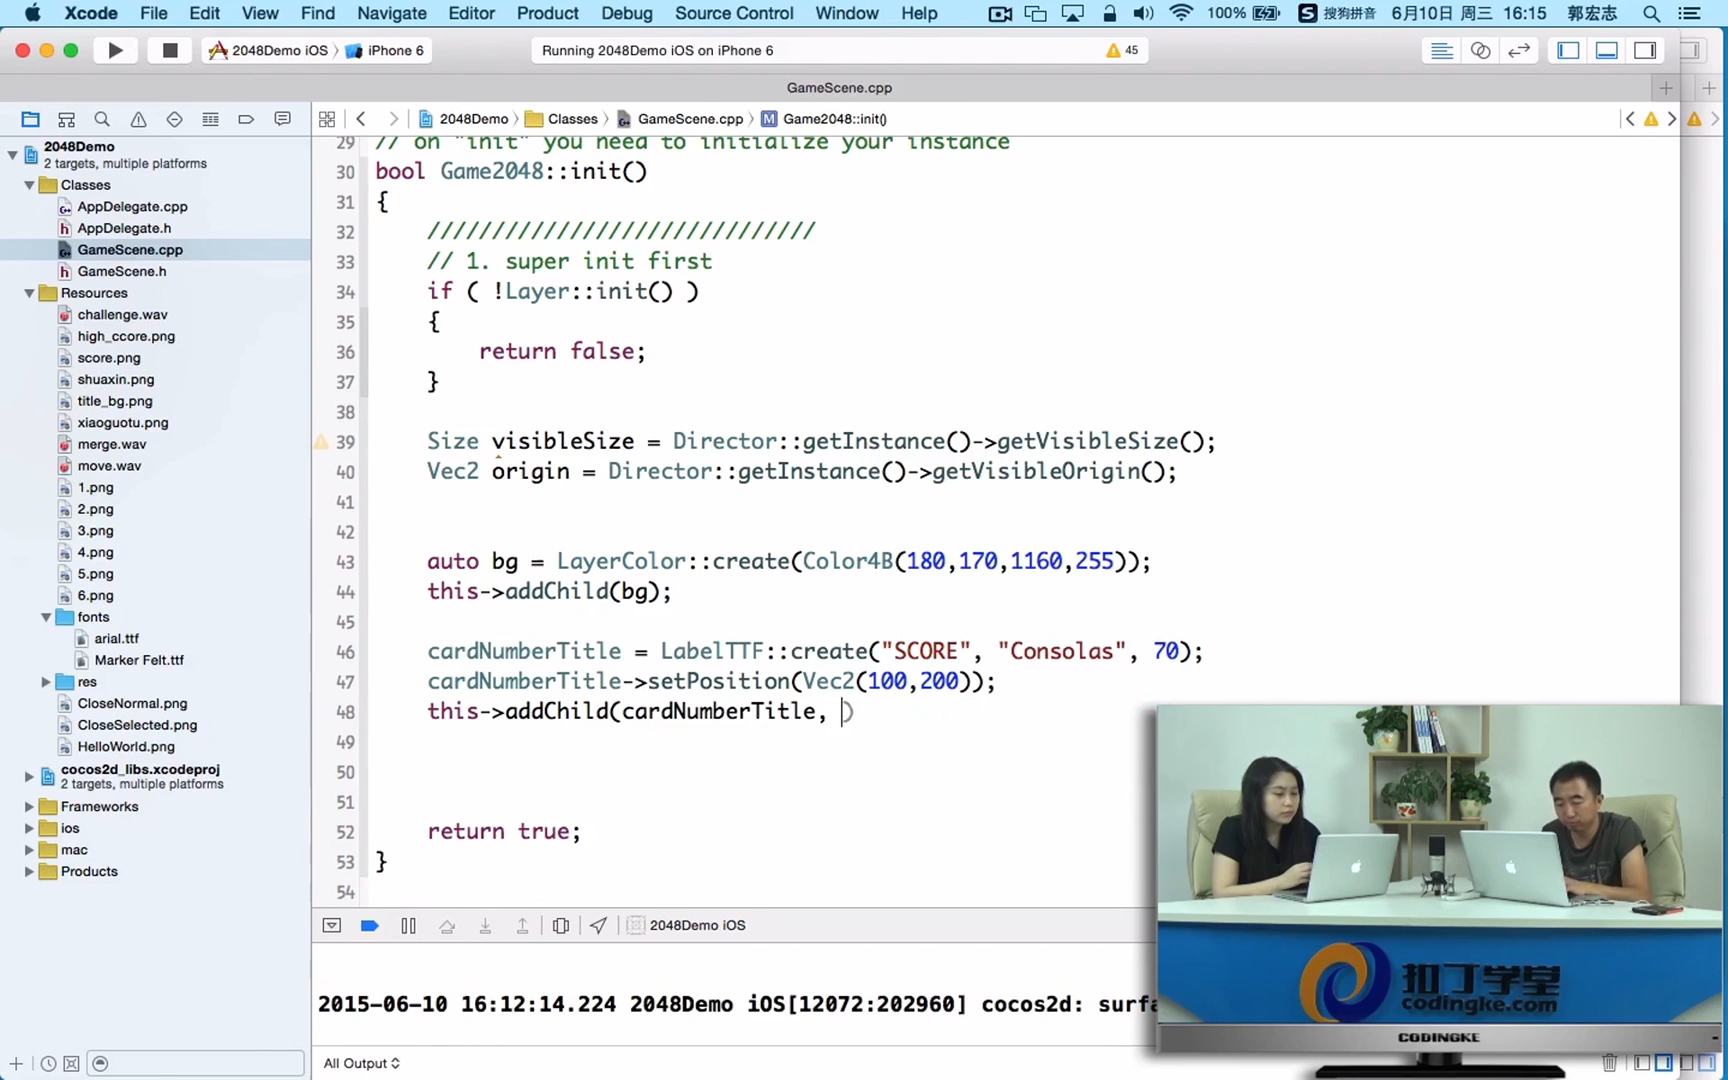 Xcode File Edit View Find Navigate Editor Product Debug Source Control Window Help 100% S 搜狗拼音 6月10日 周三 16:15 郭宏志
2048Demo iOS iPhone 6 Running 2048Demo iOS on iPhone 6 45
GameScene.cpp
2048Demo Classes GameScene.cpp M Game2048::init()
2048Demo
2 targets, multiple platforms
Classes
AppDelegate.cpp
AppDelegate.h
GameScene.cpp
GameScene.h
Resources
challenge.wav
high_ccore.png
score.png
shuaxin.png
title_bg.png
xiaoguotu.png
merge.wav
move.wav
1.png
2.png
3.png
4.png
5.png
6.png
fonts
arial.ttf
Marker Felt.ttf
res
CloseNormal.png
CloseSelected.png
HelloWorld.png
cocos2d_libs.xcodeproj
2 targets, multiple platforms
Frameworks
ios
mac
Products
29 // on "init" you need to initialize your instance
30 bool Game2048::init()
31 {
32 //////////////////////////////
33 // 1. super init first
34 if ( !Layer::init() )
35 {
36 return false;
37 }
38
39 Size visibleSize = Director::getInstance()->getVisibleSize();
40 Vec2 origin = Director::getInstance()->getVisibleOrigin();
41
42
43 auto bg = LayerColor::create(Color4B(180,170,1160,255));
44 this->addChild(bg);
45
46 cardNumberTitle = LabelTTF::create("SCORE", "Consolas", 70);
47 cardNumberTitle->setPosition(Vec2(100,200));
48 this->addChild(cardNumberTitle, )
49
50
51
52 return true;
53 }
54
2048Demo iOS
2015-06-10 16:12:14.224 2048Demo iOS[12072:202960] cocos2d: surfa
All Output
扣丁学堂
codingke.com
CODINGKE